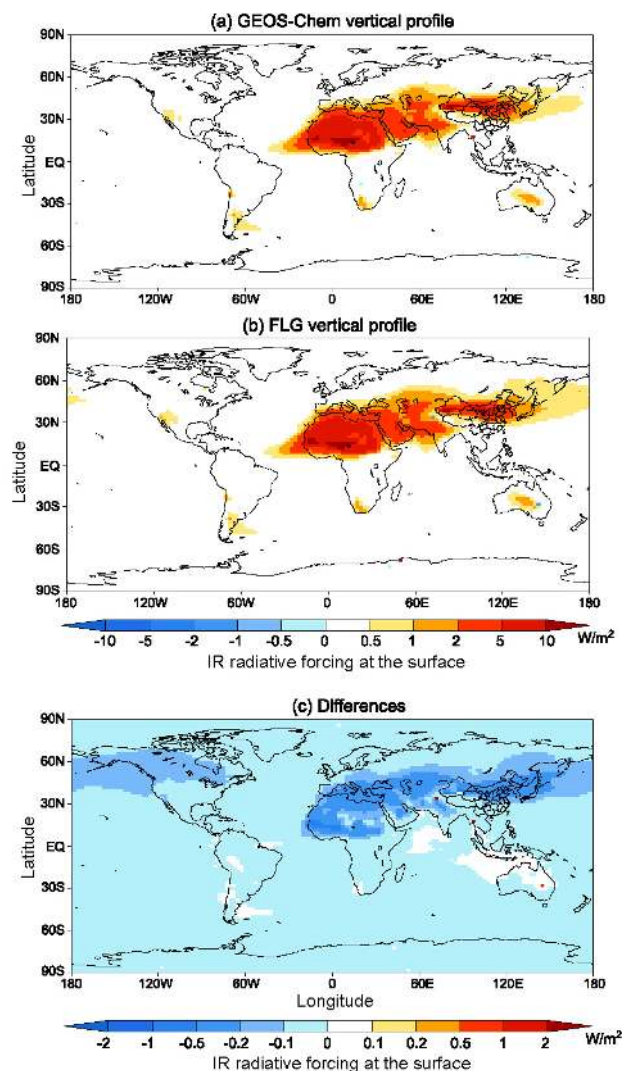 (a) GEOS-Chem vertical profile
90N
60N
30N
EQ
30S
60S
90S
Latitude
180 120W 60W 0 60E 120E 180
(b) FLG vertical profile
90N
60N
30N
EQ
30S
60S
90S
Latitude
180 120W 60W 0 60E 120E 180
-10 -5 -2 -1 -0.5 0 0.5 1 2 5 10 W/m²
IR radiative forcing at the surface
(c) Differences
90N
60N
30N
EQ
30S
60S
90S
Latitude
180 120W 60W 0 60E 120E 180
Longitude
-2 -1 -0.5 -0.2 -0.1 0 0.1 0.2 0.5 1 2 W/m²
IR radiative forcing at the surface